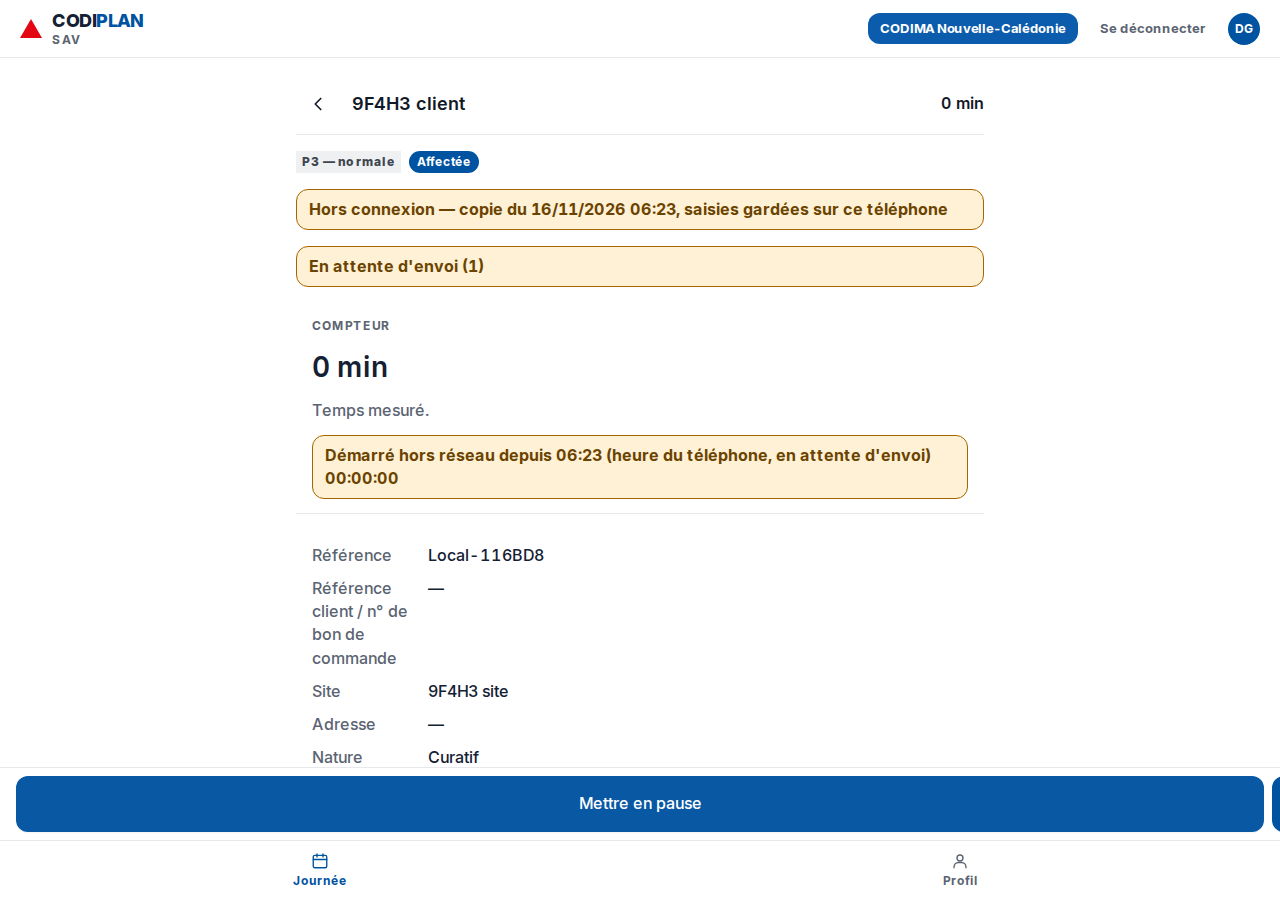 CODIPLAN
SAV
CODIMA Nouvelle-Calédonie
Se déconnecter
DG
9F4H3 client
0 min
P3 — normale
Affectée
Hors connexion — copie du 16/11/2026 06:23, saisies gardées sur ce téléphone
En attente d'envoi (1)
COMPTEUR
0 min
Temps mesuré.
Démarré hors réseau depuis 06:23 (heure du téléphone, en attente d'envoi)
00:00:00
Référence
Local-116BD8
Référence
client / n° de
bon de
commande
—
Site
9F4H3 site
Adresse
—
Nature
Curatif
Mettre en pause
Journée
Profil